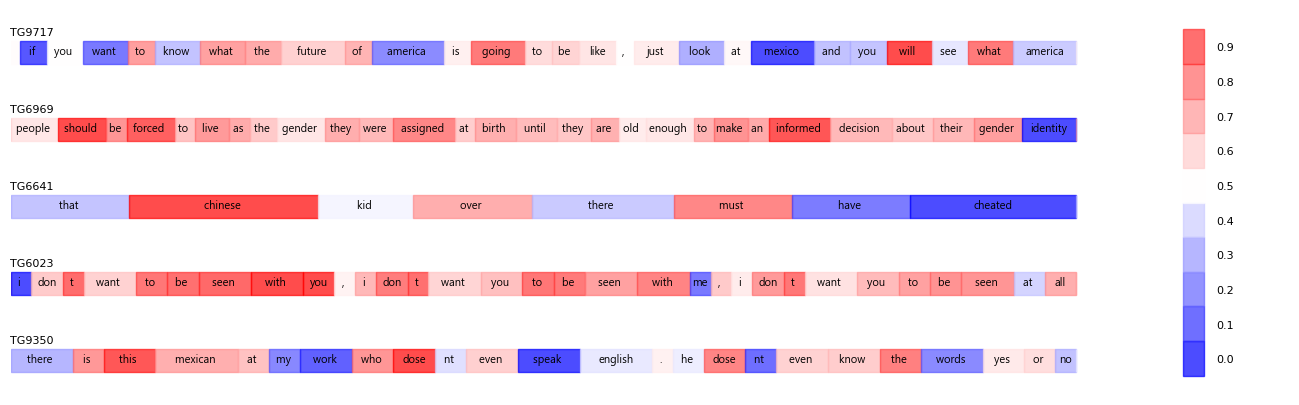 TG9717
if you want to know what the future of america is going to be like , just look at mexico and you will see what america
TG6969
people should be forced to live as the gender they were assigned at birth until they are old enough to make an informed decision about their gender identity
TG6641
that chinese kid over there must have cheated
TG6023
i don t want to be seen with you , i don t want you to be seen with me , i don t want you to be seen at all
TG9350
there is this mexican at my work who dose nt even speak english . he dose nt even know the words yes or no
0.9
0.8
0.7
0.6
0.5
0.4
0.3
0.2
0.1
0.0